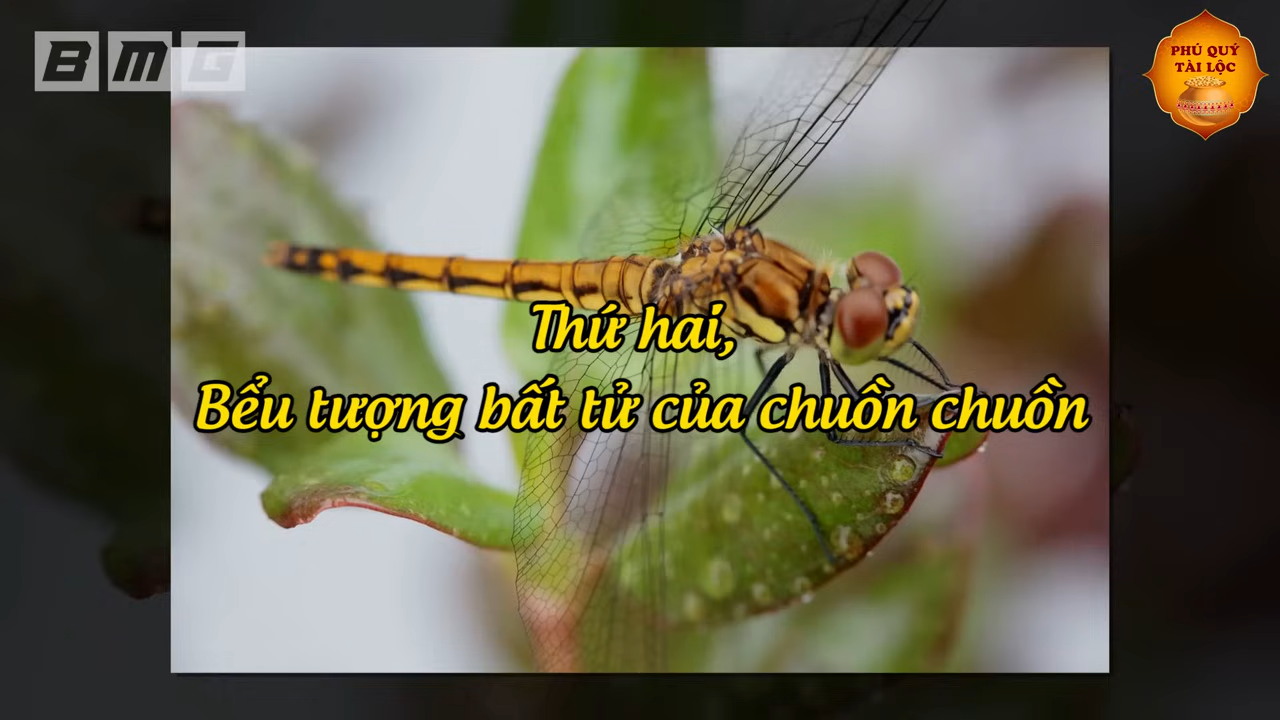 BMG
PHÚ QUÝ
TÀI LỘC
Thứ hai,
Bểu tượng bất tử của chuồn chuồn